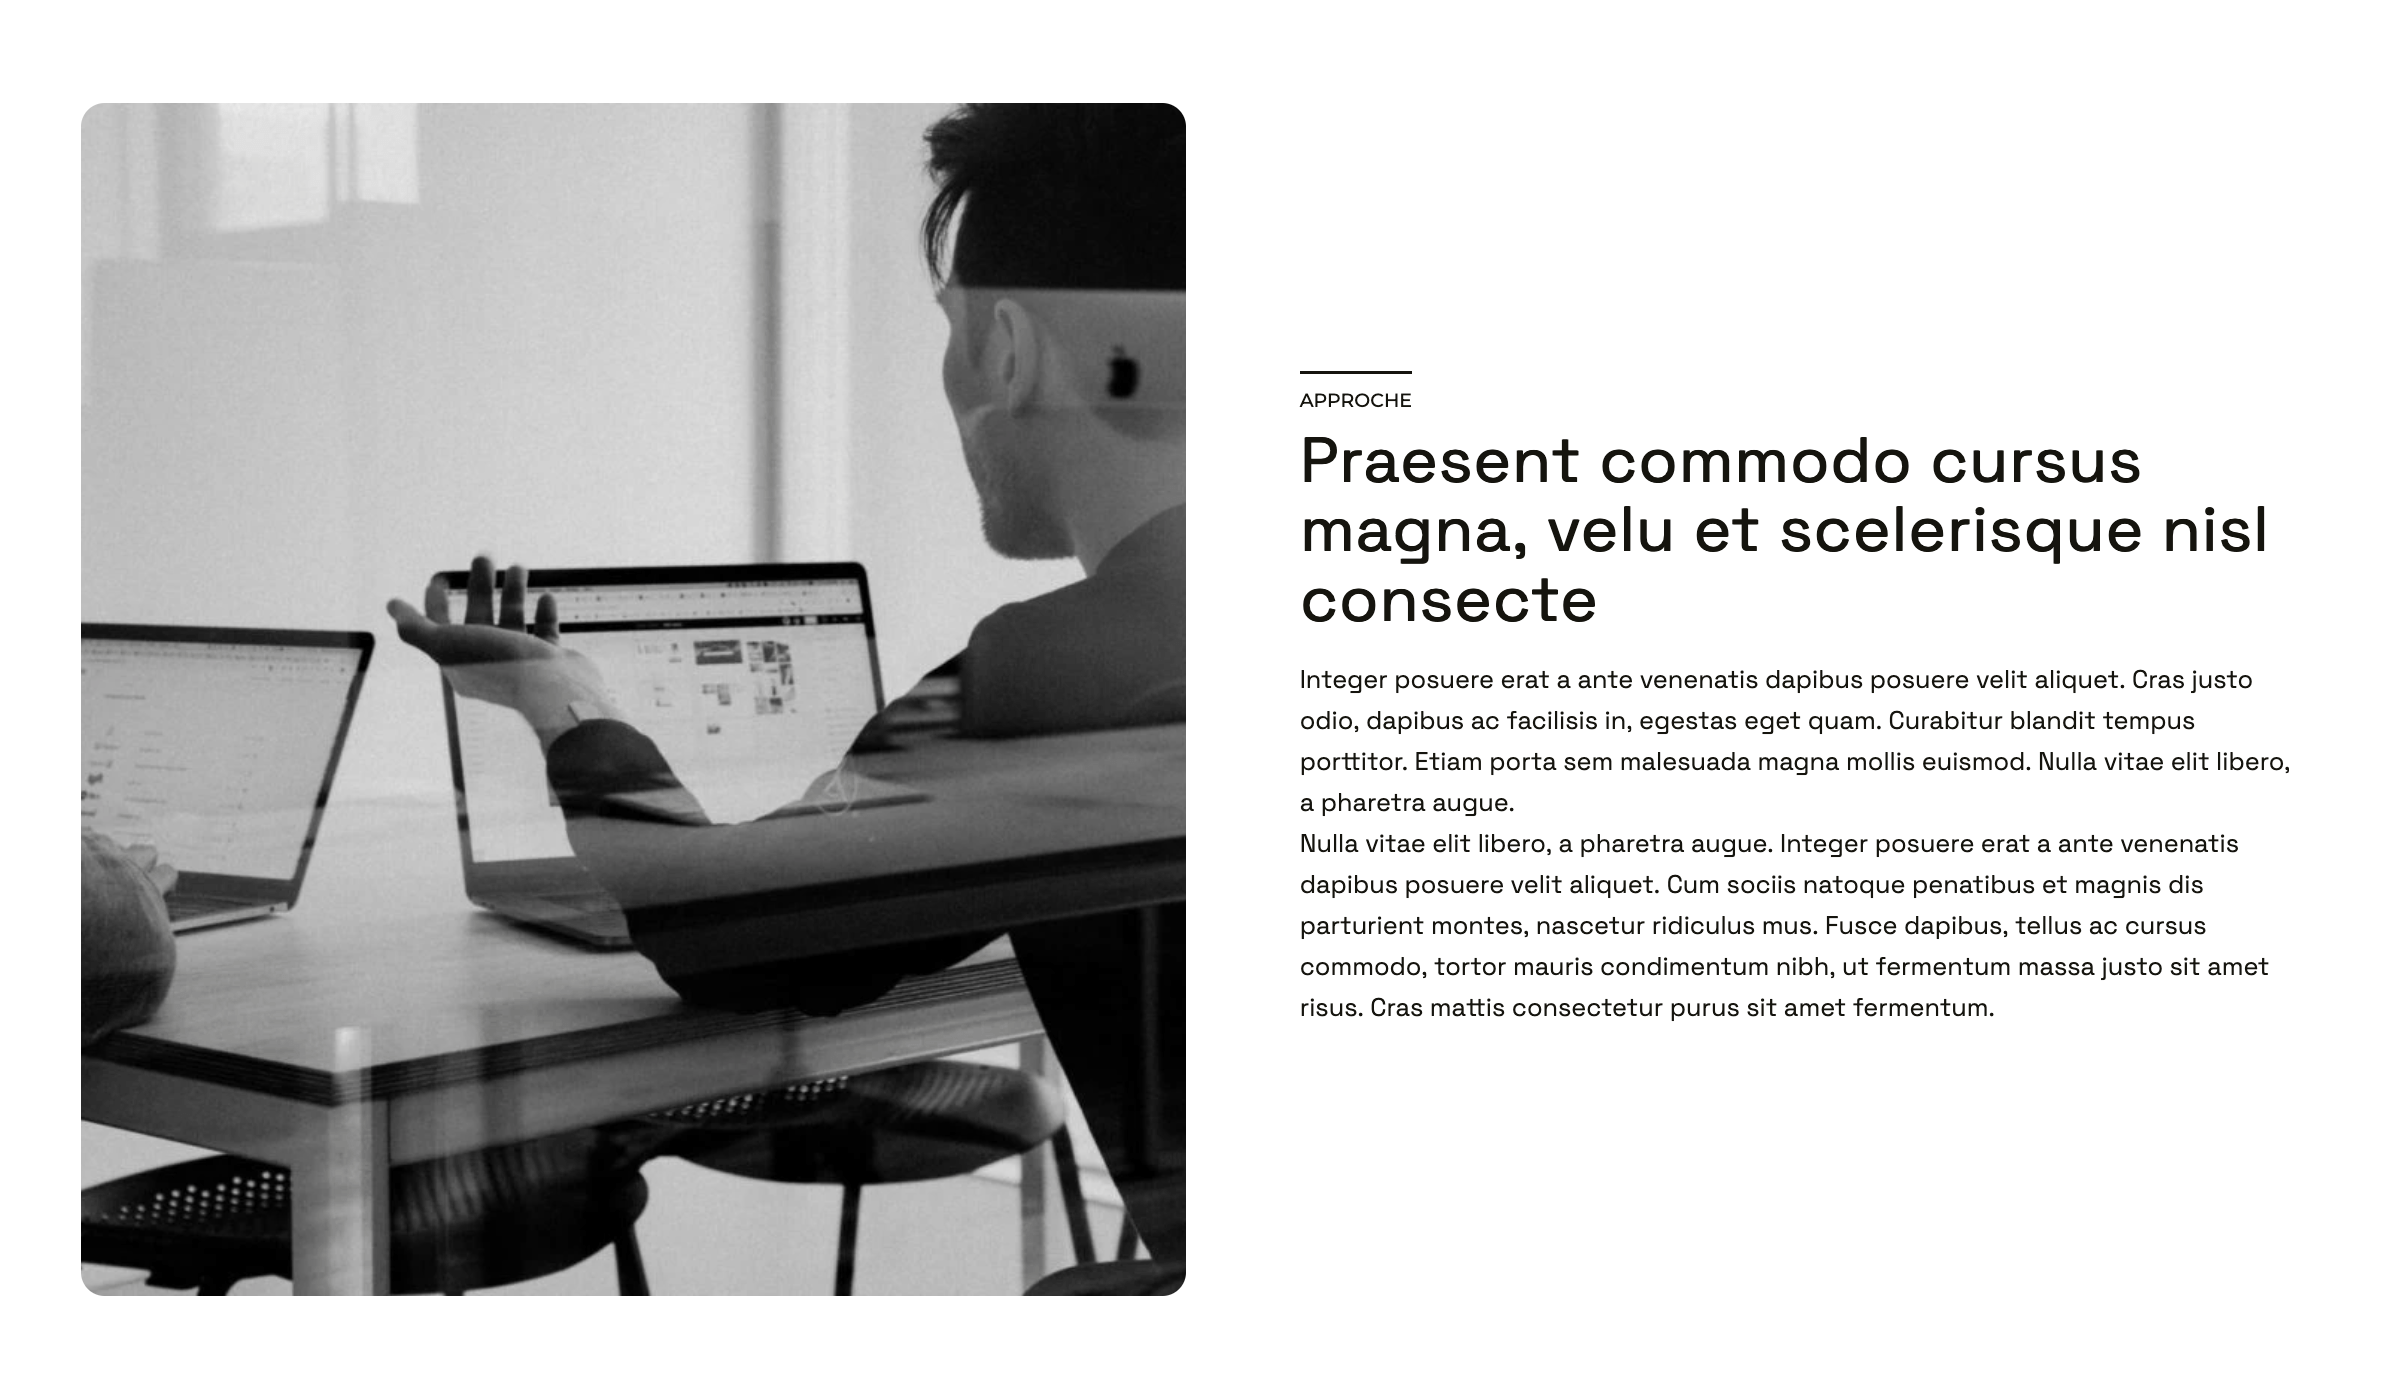 APPROCHE
Praesent commodo cursus
magna, velu et scelerisque nisl
consecte
Integer posuere erat a ante venenatis dapibus posuere velit aliquet. Cras justo
odio, dapibus ac facilisis in, egestas eget quam. Curabitur blandit tempus
porttitor. Etiam porta sem malesuada magna mollis euismod. Nulla vitae elit libero,
a pharetra augue.
Nulla vitae elit libero, a pharetra augue. Integer posuere erat a ante venenatis
dapibus posuere velit aliquet. Cum sociis natoque penatibus et magnis dis
parturient montes, nascetur ridiculus mus. Fusce dapibus, tellus ac cursus
commodo, tortor mauris condimentum nibh, ut fermentum massa justo sit amet
risus. Cras mattis consectetur purus sit amet fermentum.